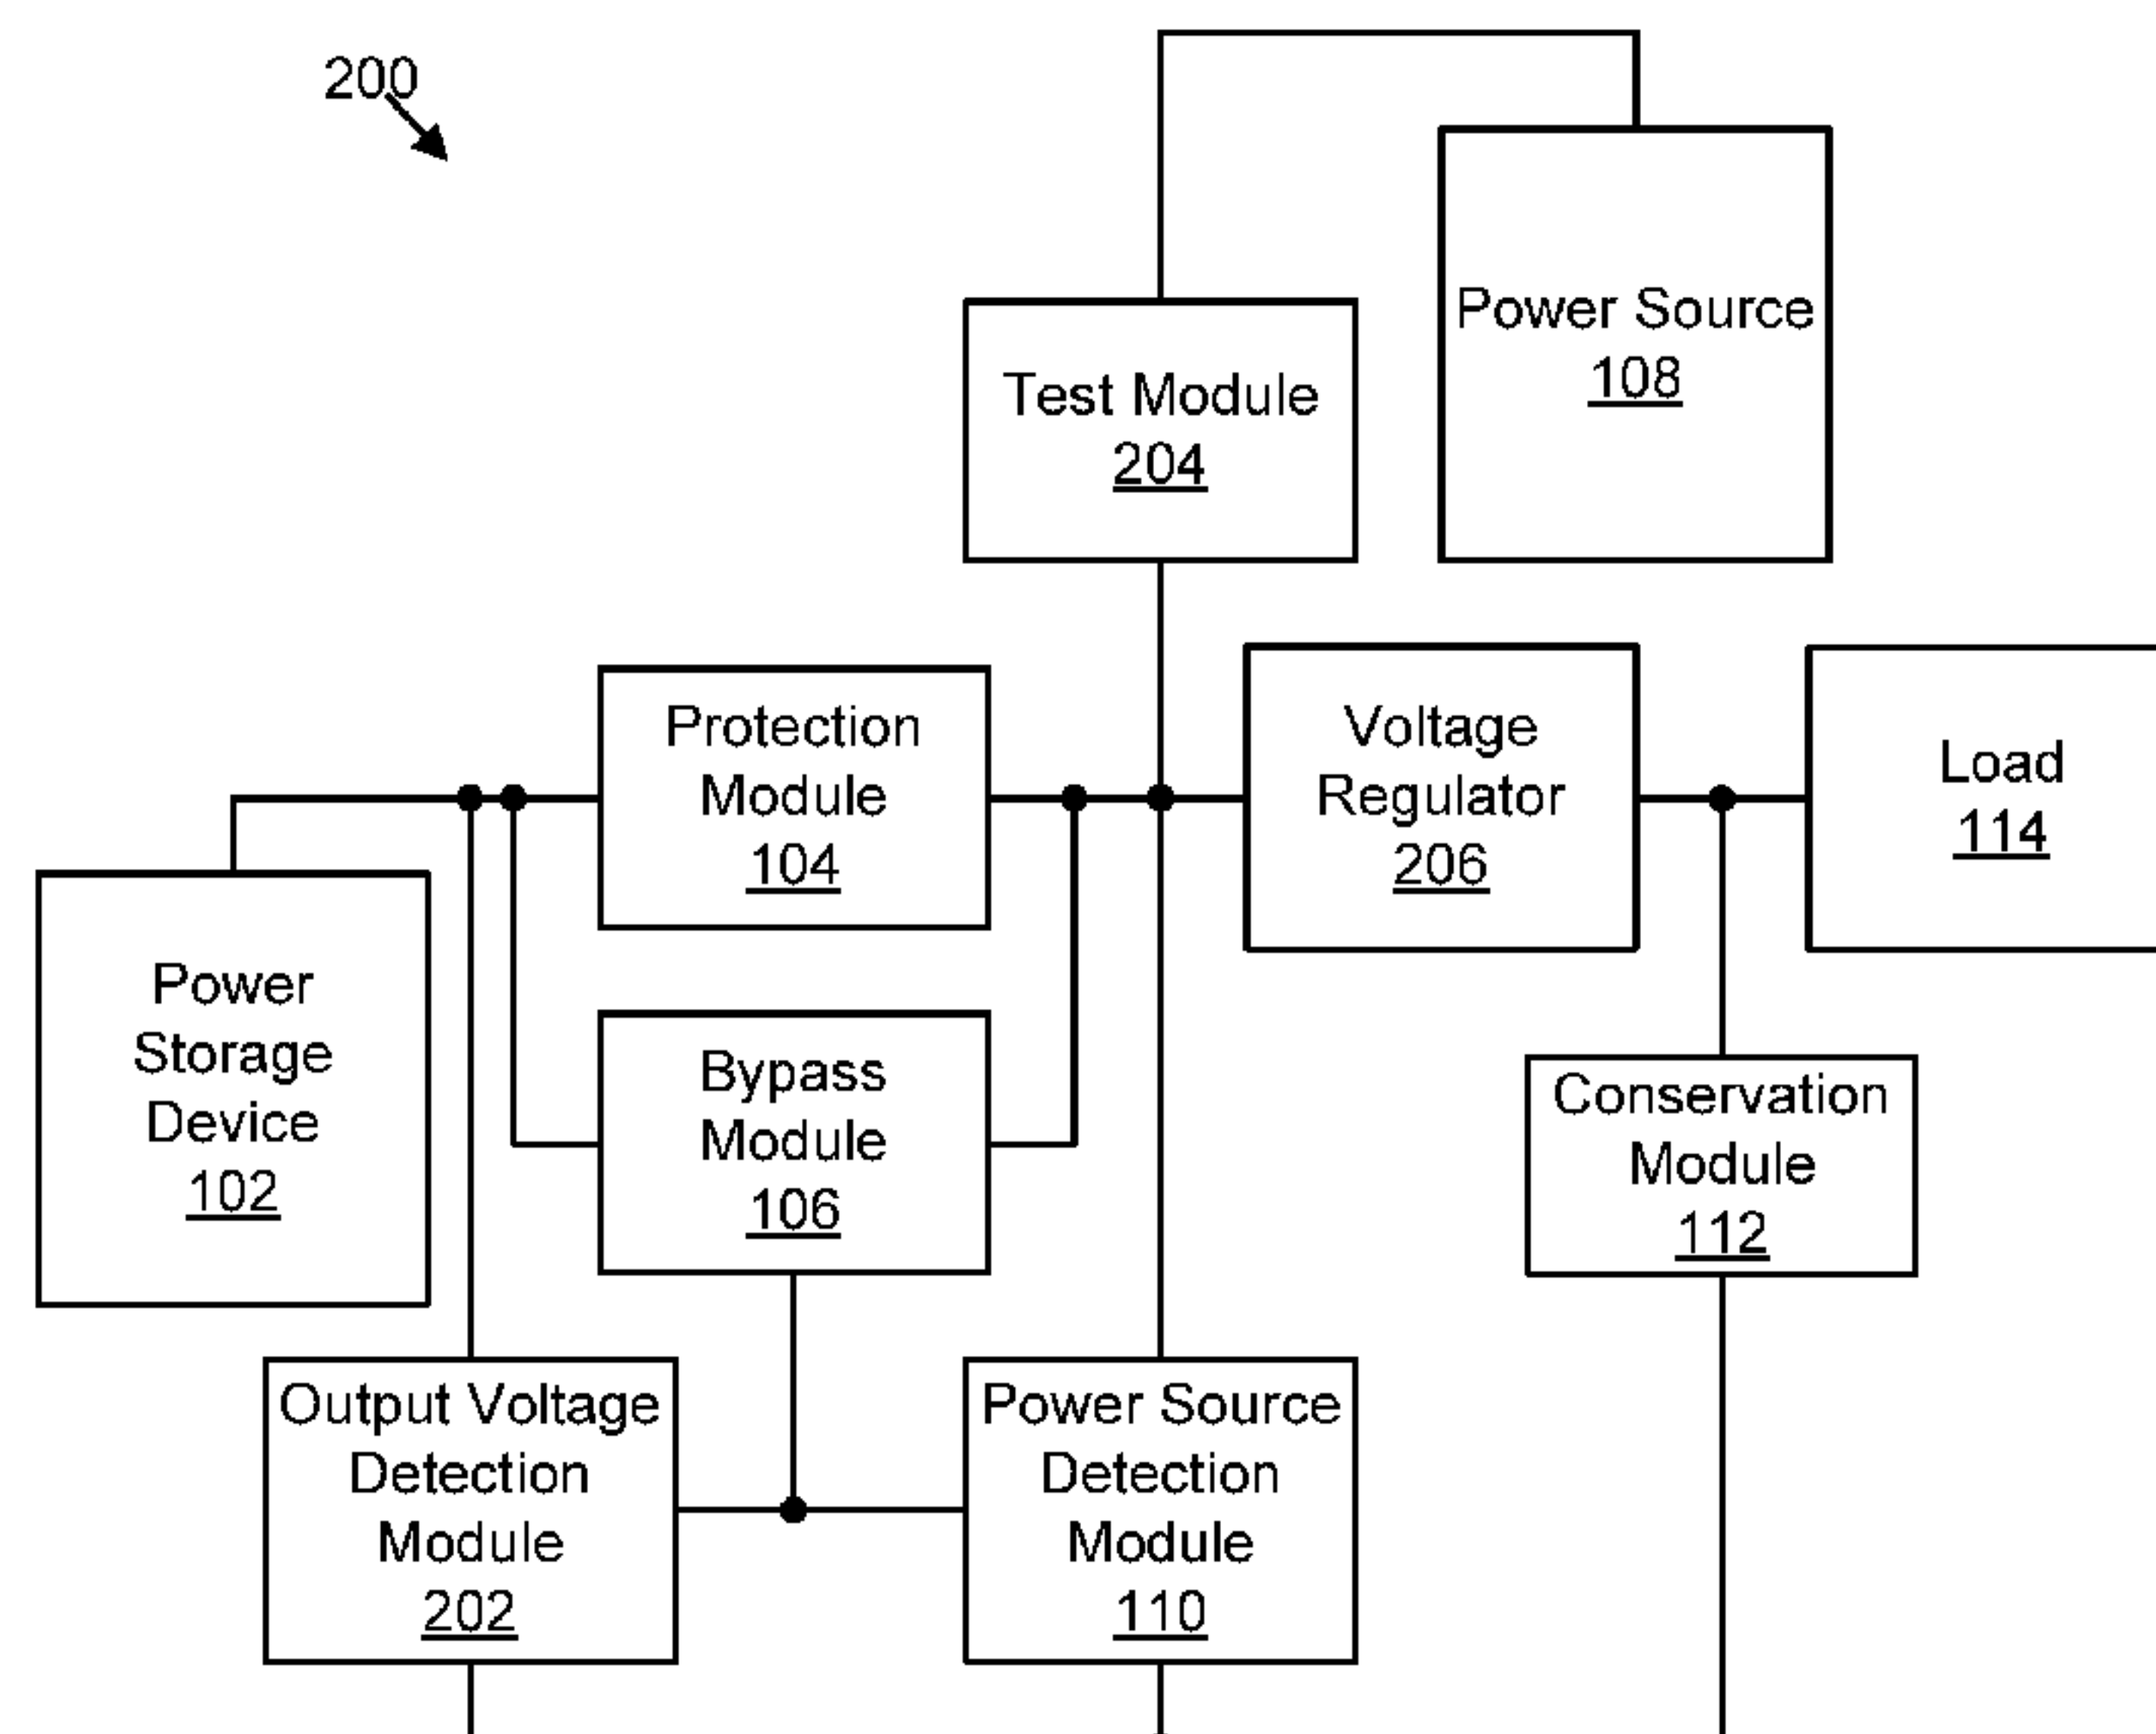 200
Power Source
108
Test Module
204
Protection
Module
104
Voltage
Regulator
206
Load
114
Power
Storage
Device
102
Bypass
Module
106
Conservation
Module
112
Output Voltage
Detection
Module
202
Power Source
Detection
Module
110